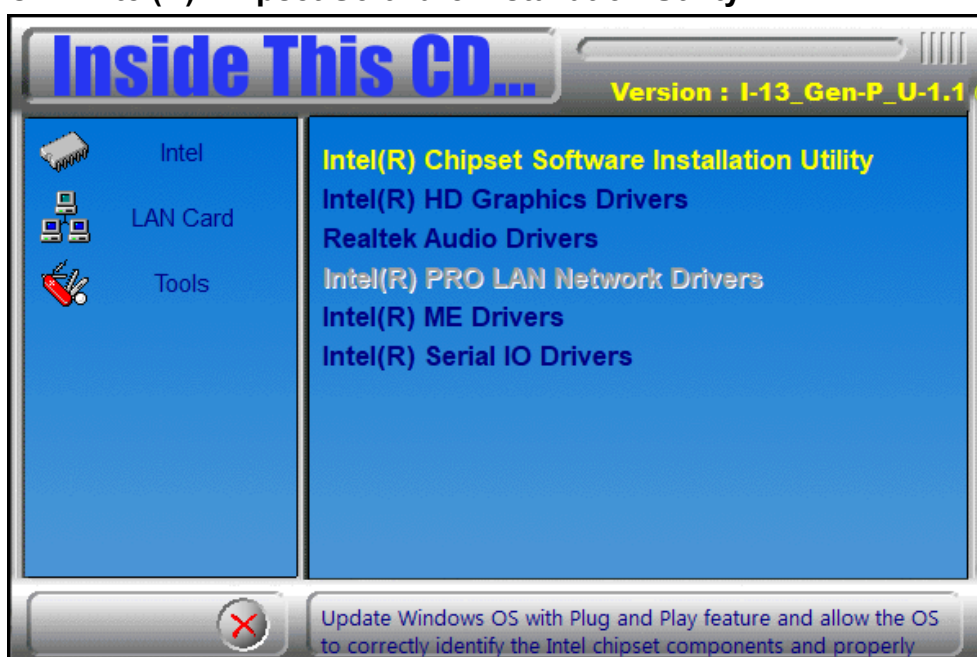 Inside This CD...
Version : I-13_Gen-P_U-1.1
Intel
LAN Card
Tools
Intel(R) Chipset Software Installation Utility
Intel(R) HD Graphics Drivers
Realtek Audio Drivers
Intel(R) PRO LAN Network Drivers
Intel(R) ME Drivers
Intel(R) Serial IO Drivers
Update Windows OS with Plug and Play feature and allow the OS
to correctly identify the Intel chipset components and properly